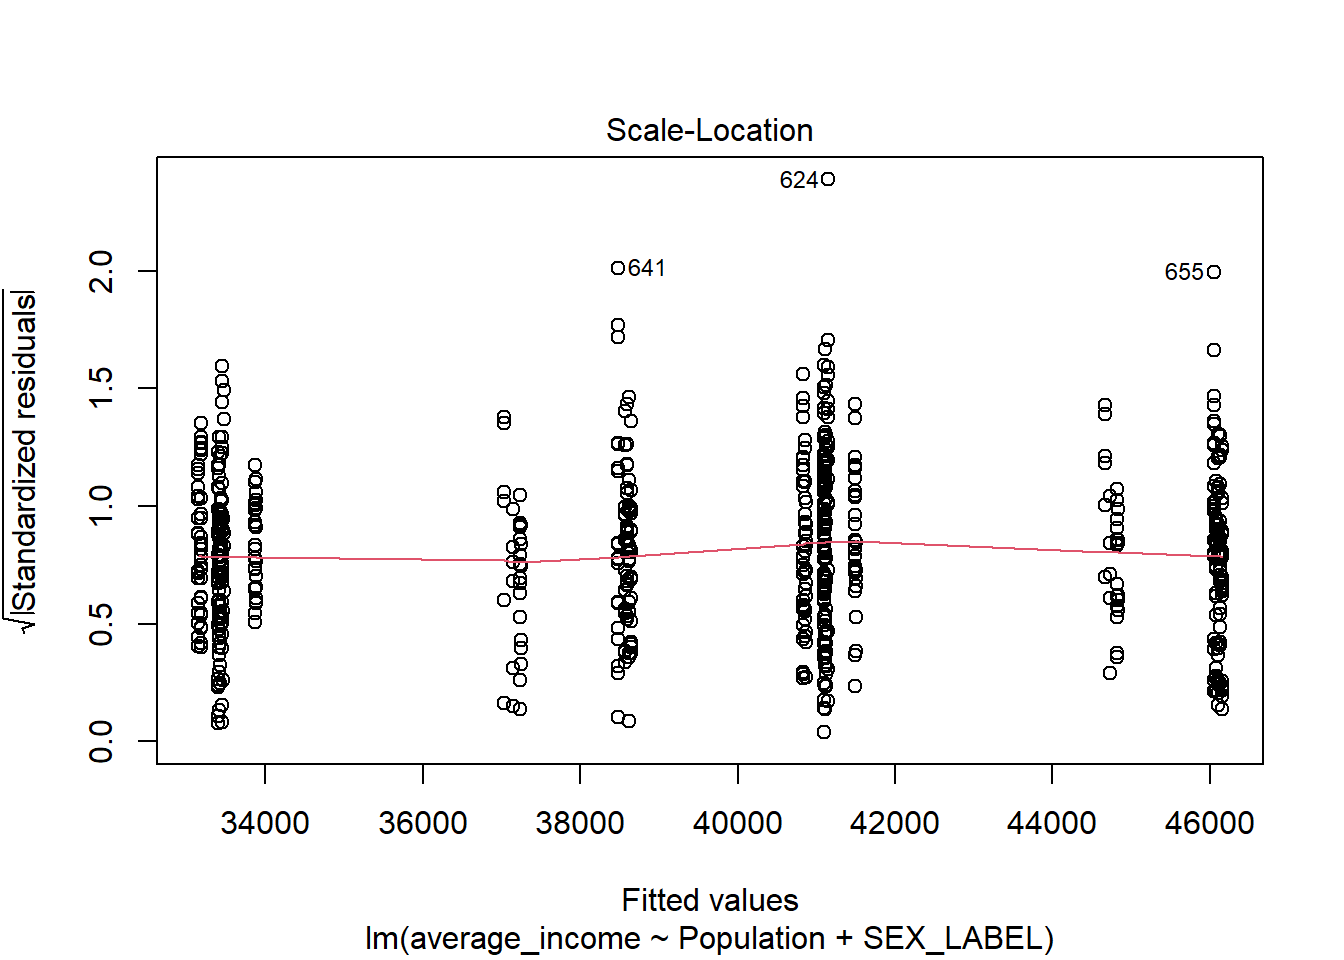 Scale-Location
√|Standardized residuals|
2.0
1.5
1.0
0.5
0.0
624
641
655
34000 36000 38000 40000 42000 44000 46000
Fitted values
lm(average_income ~ Population + SEX_LABEL)